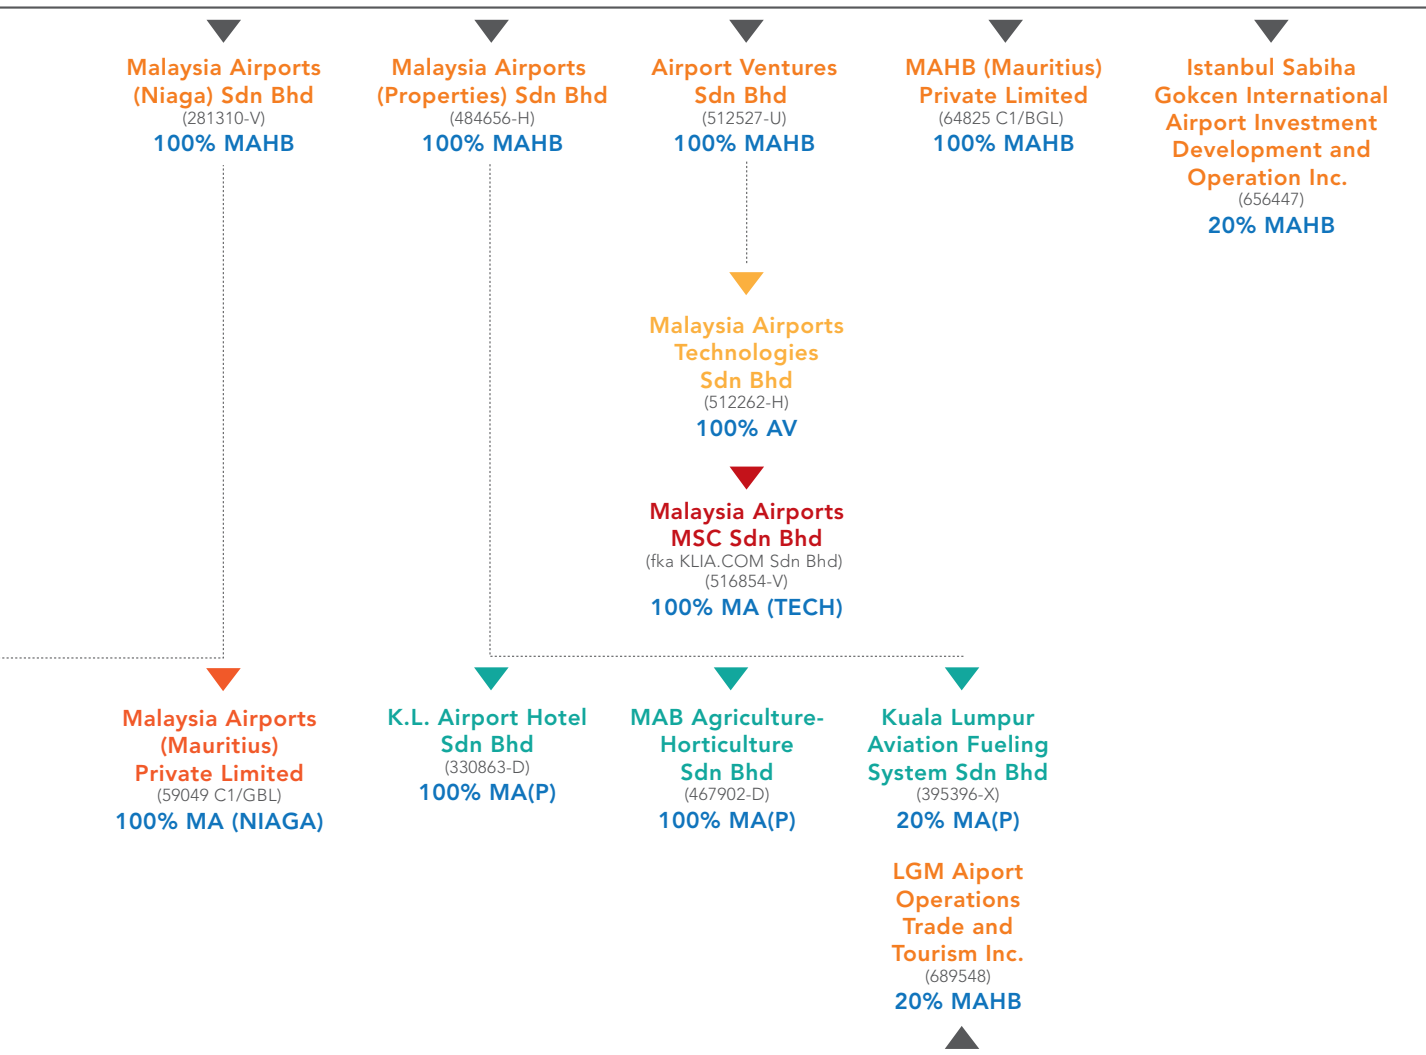 Malaysia Airports
(Niaga) Sdn Bhd
(281310-V)
100% MAHB
Malaysia Airports
(Properties) Sdn Bhd
(484656-H)
100% MAHB
Airport Ventures
Sdn Bhd
(512527-U)
100% MAHB
MAHB (Mauritius)
Private Limited
(64825 C1/BGL)
100% MAHB
Istanbul Sabiha
Gokcen International
Airport Investment
Development and
Operation Inc.
(656447)
20% MAHB
Malaysia Airports
Technologies
Sdn Bhd
(512262-H)
100% AV
Malaysia Airports
MSC Sdn Bhd
(fka KLIA.COM Sdn Bhd)
(516854-V)
100% MA (TECH)
Malaysia Airports
(Mauritius)
Private Limited
(59049 C1/GBL)
100% MA (NIAGA)
K.L. Airport Hotel
Sdn Bhd
(330863-D)
100% MA(P)
MAB Agriculture-
Horticulture
Sdn Bhd
(467902-D)
100% MA(P)
Kuala Lumpur
Aviation Fueling
System Sdn Bhd
(395396-X)
20% MA(P)
LGM Aiport
Operations
Trade and
Tourism Inc.
(689548)
20% MAHB